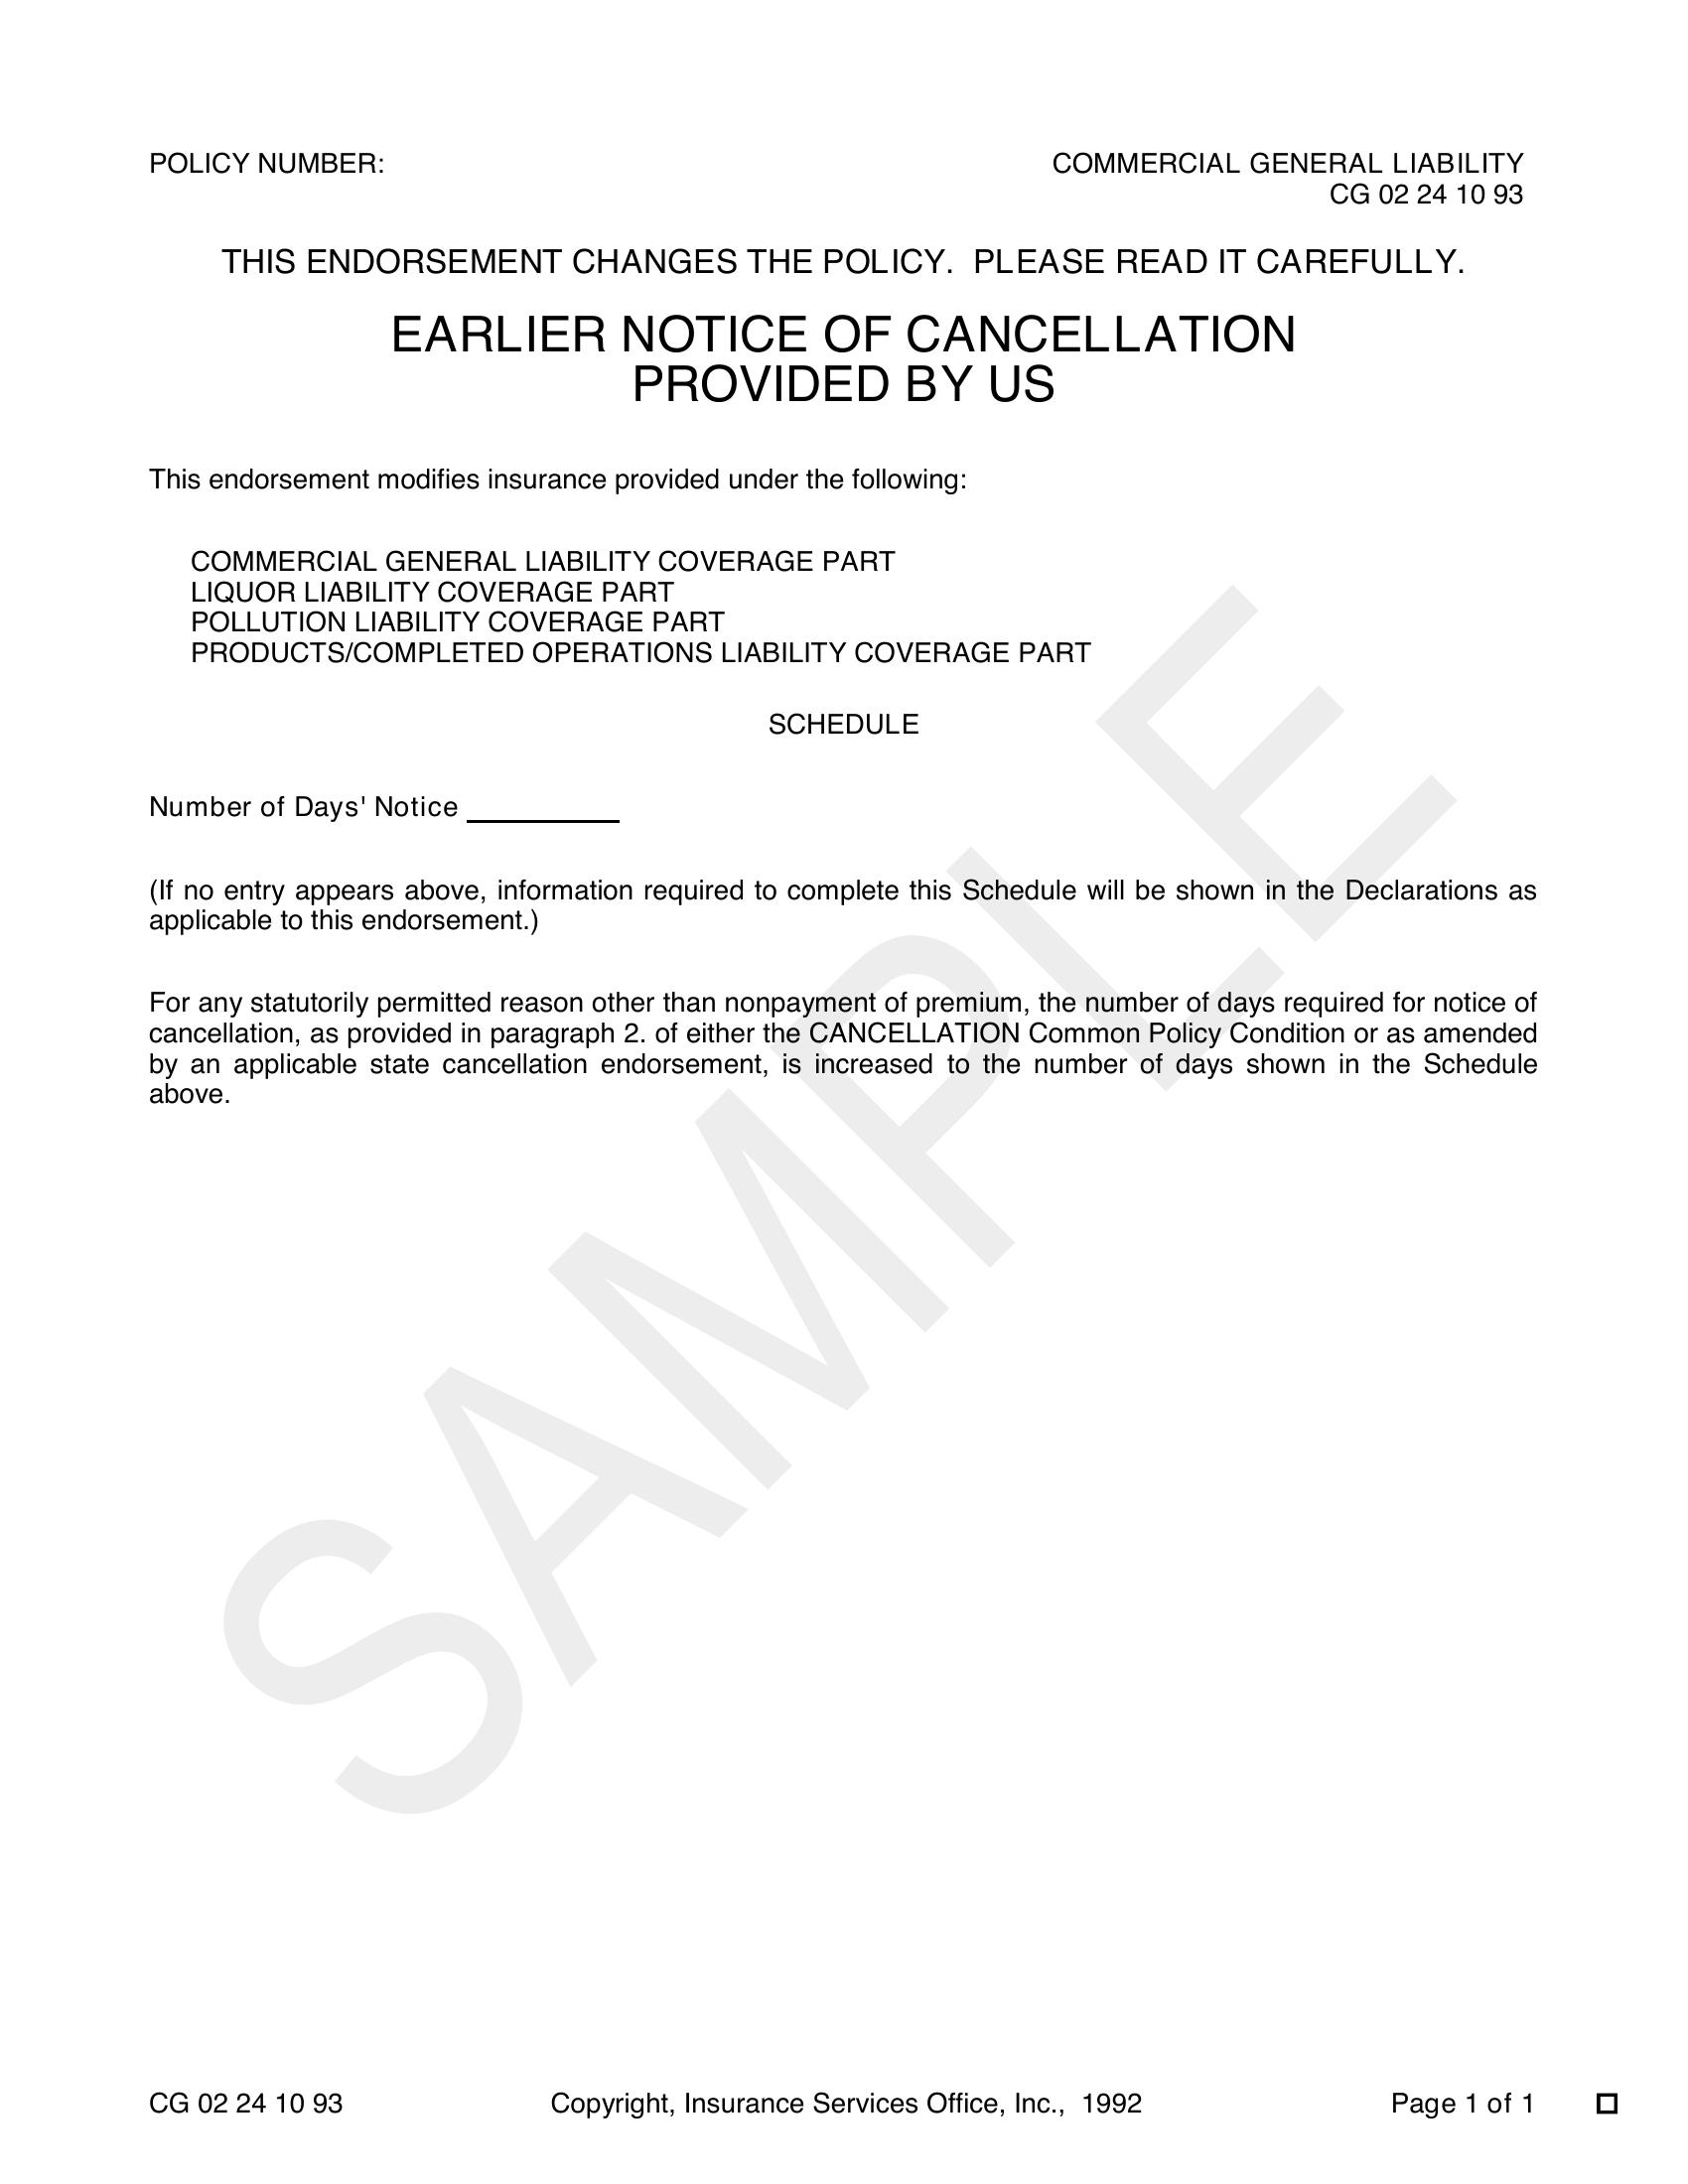 POLICY NUMBER:
COMMERCIAL GENERAL LIABILITY
CG 02 24 10 93
THIS ENDORSEMENT CHANGES THE POLICY.  PLEASE READ IT CAREFULLY.
EARLIER NOTICE OF CANCELLATION
PROVIDED BY US
This endorsement modifies insurance provided under the following:
COMMERCIAL GENERAL LIABILITY COVERAGE PART
LIQUOR LIABILITY COVERAGE PART
POLLUTION LIABILITY COVERAGE PART
PRODUCTS/COMPLETED OPERATIONS LIABILITY COVERAGE PART
SCHEDULE
Number of Days' Notice
(If no entry appears above, information required to complete this Schedule will be shown in the Declarations as
applicable to this endorsement.)
For any statutorily permitted reason other than nonpayment of premium, the number of days required for notice of
cancellation, as provided in paragraph 2. of either the CANCELLATION Common Policy Condition or as amended
by an applicable state cancellation endorsement, is increased to the number of days shown in the Schedule
above.
SAMPLE
CG 02 24 10 93
Copyright, Insurance Services Office, Inc.,  1992
Page 1 of 1